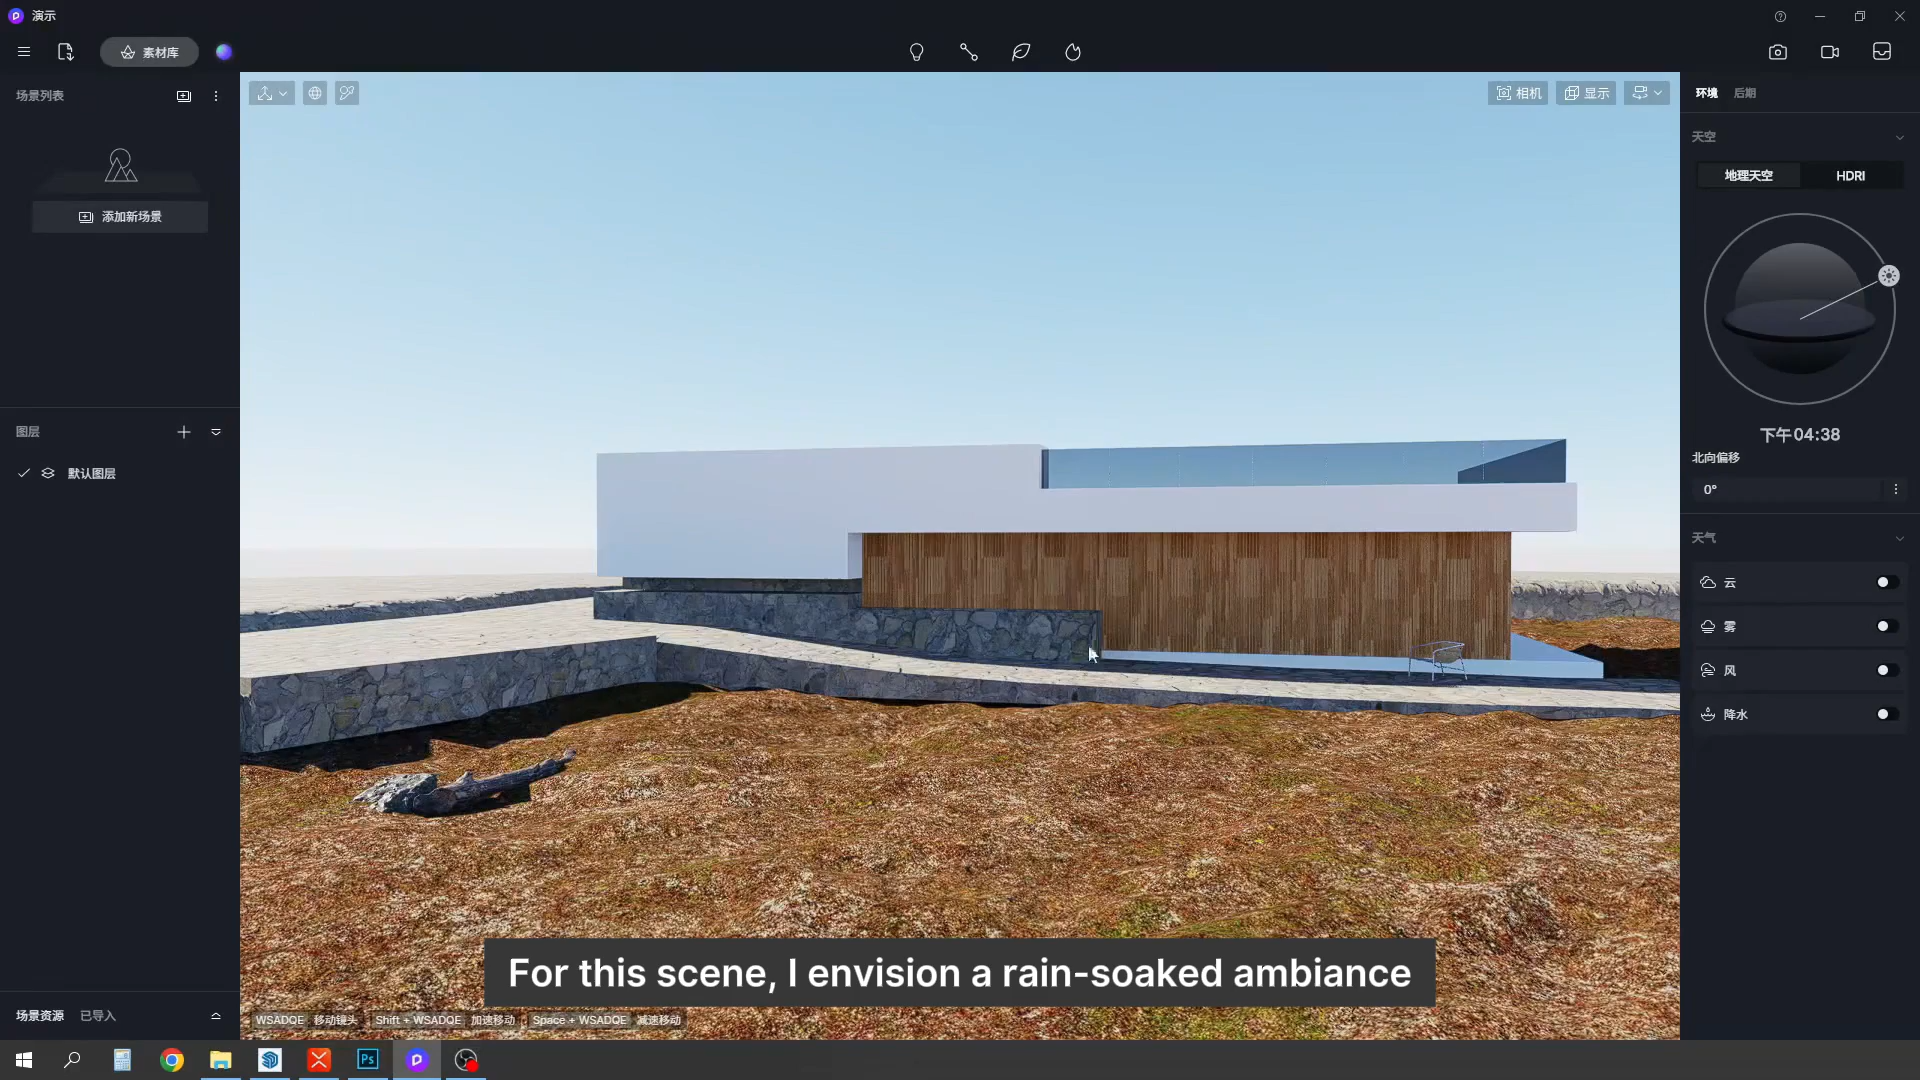 演示
素材库
场景列表
添加新场景
图层
默认图层
场景资源 已导入
相机 显示
环境 后期
天空
地理天空 HDRI
下午04:38
北向偏移
0°
天气
云
雾
风
降水
For this scene, I envision a rain-soaked ambiance
WSADQE 移动镜头 Shift + WSADQE 加速移动 Space + WSADQE 减速移动
Ps